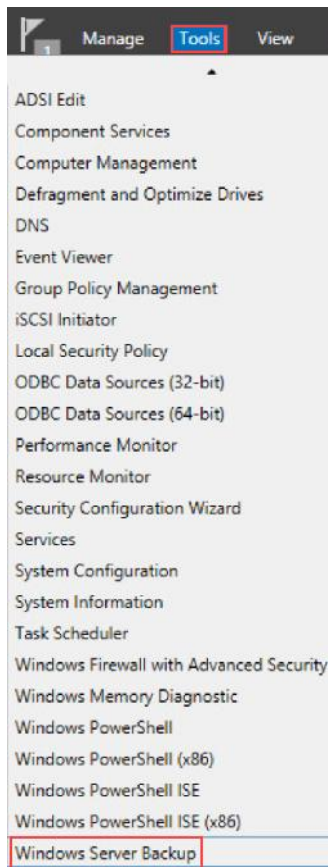 1
Manage Tools View
ADSI Edit
Component Services
Computer Management
Defragment and Optimize Drives
DNS
Event Viewer
Group Policy Management
iSCSI Initiator
Local Security Policy
ODBC Data Sources (32-bit)
ODBC Data Sources (64-bit)
Performance Monitor
Resource Monitor
Security Configuration Wizard
Services
System Configuration
System Information
Task Scheduler
Windows Firewall with Advanced Security
Windows Memory Diagnostic
Windows PowerShell
Windows PowerShell (x86)
Windows PowerShell ISE
Windows PowerShell ISE (x86)
Windows Server Backup